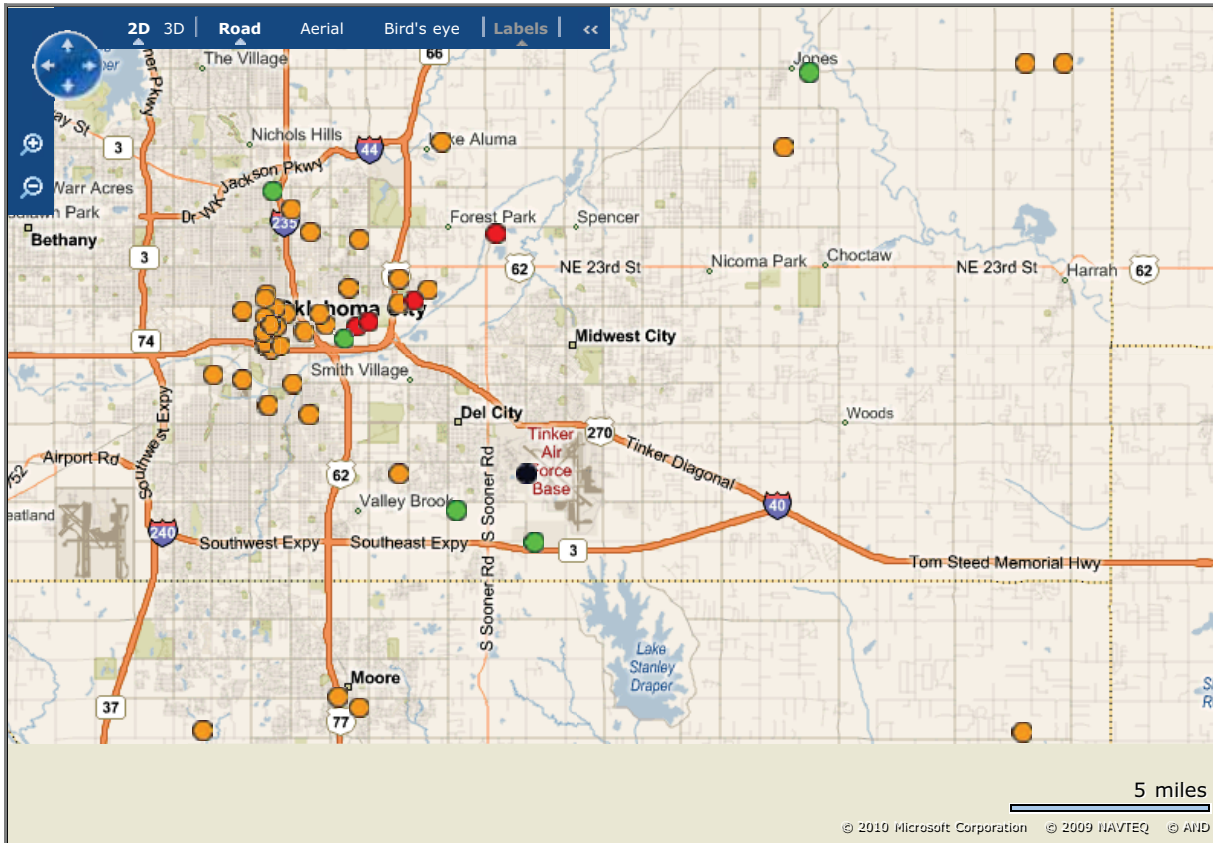 2D 3D Road Aerial Bird's eye Labels <<
The Village
66
Jones
3
Nichols Hills
44
Lake Aluma
Jackson Pkwy
Warr Acres
Dr WK
235
Forest Park
Spencer
Bethany
3
62
NE 23rd St
Nicoma Park
Choctaw
NE 23rd St
Harrah
62
Oklahoma City
74
Midwest City
Smith Village
Del City
Woods
270
Tinker
Air
Force
Base
Tinker Diagonal
Airport Rd
Southwest Expy
S Sooner Rd
62
Valley Brook
40
240
Southwest Expy
Southeast Expy
3
Tom Steed Memorial Hwy
S Sooner Rd
Lake
Stanley
Draper
Moore
37
77
5 miles
© 2010 Microsoft Corporation © 2009 NAVTEQ © AND